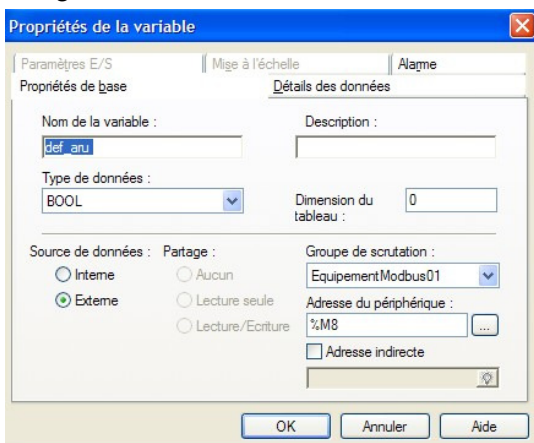 Propriétés de la variable
Paramètres E/S Mise à l'échelle Alarme
Propriétés de base Détails des données
Nom de la variable : Description :
def_aru
Type de données :
BOOL Dimension du tableau : 0
Source de données : Partage : Groupe de scrutation :
Interne Aucun EquipementModbus01
Externe Lecture seule Adresse du périphérique :
Lecture/Ecriture %M8 ...
Adresse indirecte
OK Annuler Aide